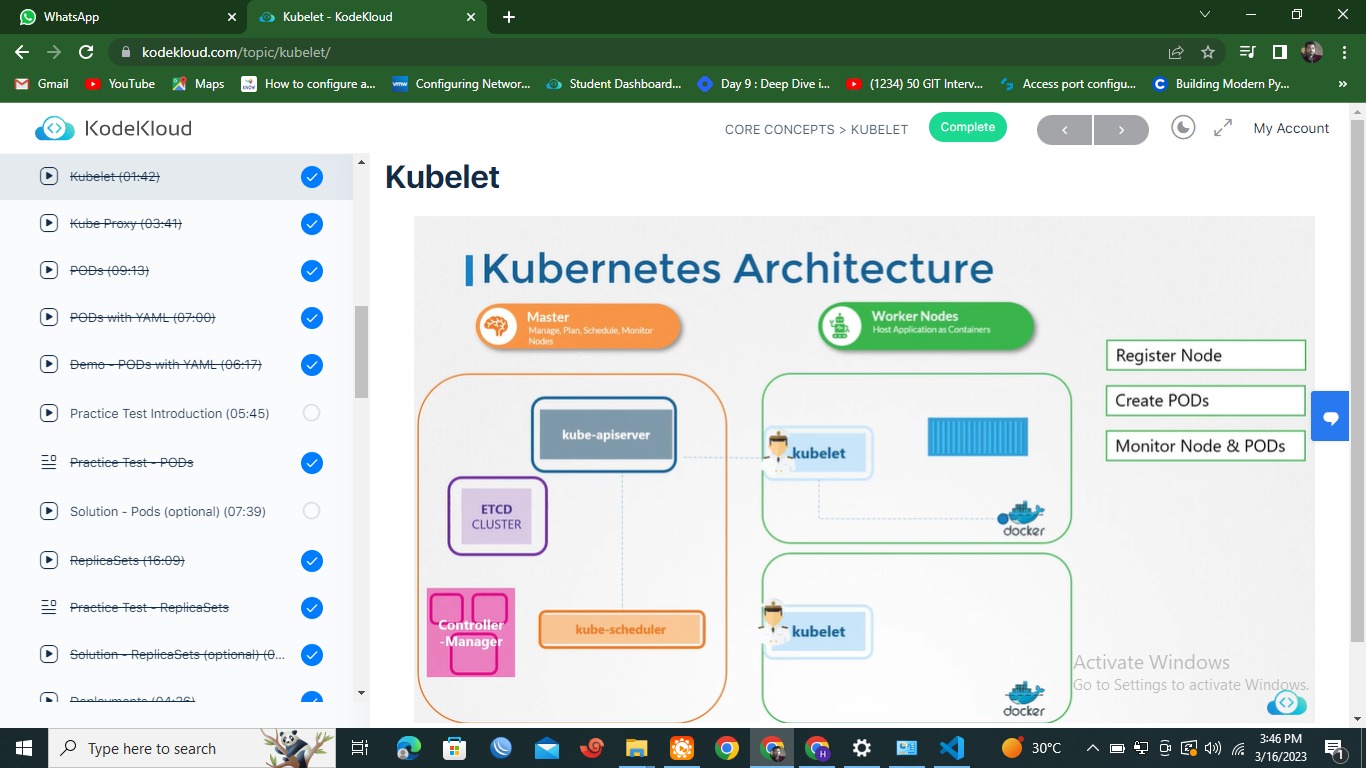 WhatsApp
Kubelet - KodeKloud
kodekloud.com/topic/kubelet/
Gmail
YouTube
Maps
KNOW
How to configure a...
vmw
Configuring Networ...
Student Dashboard...
Day 9 : Deep Dive i...
(1234) 50 GIT Interv...
Access port configu...
C
Building Modern Py...
»
KodeKloud
CORE CONCEPTS > KUBELET
Complete
My Account
Kubelet (01:42)
Kube Proxy (03:41)
PODs (09:13)
PODs with YAML (07:00)
Demo - PODs with YAML (06:17)
Practice Test Introduction (05:45)
Practice Test - PODs
Solution - Pods (optional) (07:39)
ReplicaSets (16:09)
Practice Test - ReplicaSets
Solution - ReplicaSets (optional) (0...
Deployments (04:26)
Kubelet
Kubernetes Architecture
Master
Manage, Plan, Schedule, Monitor
Nodes
Worker Nodes
Host Application as Containers
Register Node
Create PODs
Monitor Node & PODs
kube-apiserver
kubelet
ETCD
CLUSTER
docker
Controller
-Manager
kube-scheduler
kubelet
docker
Activate Windows
Go to Settings to activate Windows.
Type here to search
H
30°C
3:46 PM
3/16/2023
1